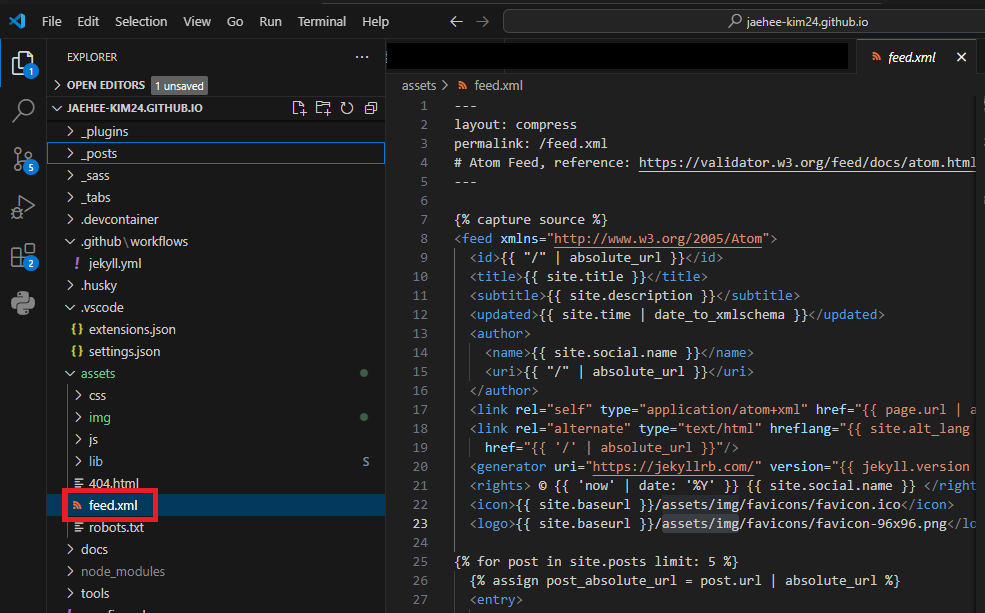 File Edit Selection View Go Run Terminal Help
jaehee-kim24.github.io
EXPLORER
OPEN EDITORS 1 unsaved
JAEHEE-KIM24.GITHUB.IO
_plugins
_posts
_sass
_tabs
.devcontainer
.github\workflows
jekyll.yml
.husky
.vscode
extensions.json
settings.json
assets
css
img
js
lib S
404.html
feed.xml
robots.txt
docs
node_modules
tools
1
5
2
feed.xml
assets > feed.xml
1 ---
2 layout: compress
3 permalink: /feed.xml
4 # Atom Feed, reference: https://validator.w3.org/feed/docs/atom.html
5 ---
6
7 {% capture source %}
8 <feed xmlns="http://www.w3.org/2005/Atom">
9 <id>{{ "/" | absolute_url }}</id>
10 <title>{{ site.title }}</title>
11 <subtitle>{{ site.description }}</subtitle>
12 <updated>{{ site.time | date_to_xmlschema }}</updated>
13 <author>
14 <name>{{ site.social.name }}</name>
15 <uri>{{ "/" | absolute_url }}</uri>
16 </author>
17 <link rel="self" type="application/atom+xml" href="{{ page.url | a
18 <link rel="alternate" type="text/html" hreflang="{{ site.alt_lang
19 href="{{ '/' | absolute_url }}"/>
20 <generator uri="https://jekyllrb.com/" version="{{ jekyll.version
21 <rights> © {{ 'now' | date: '%Y' }} {{ site.social.name }} </right
22 <icon>{{ site.baseurl }}/assets/img/favicons/favicon.ico</icon>
23 <logo>{{ site.baseurl }}/assets/img/favicons/favicon-96x96.png</lo
24
25 {% for post in site.posts limit: 5 %}
26 {% assign post_absolute_url = post.url | absolute_url %}
27 <entry>